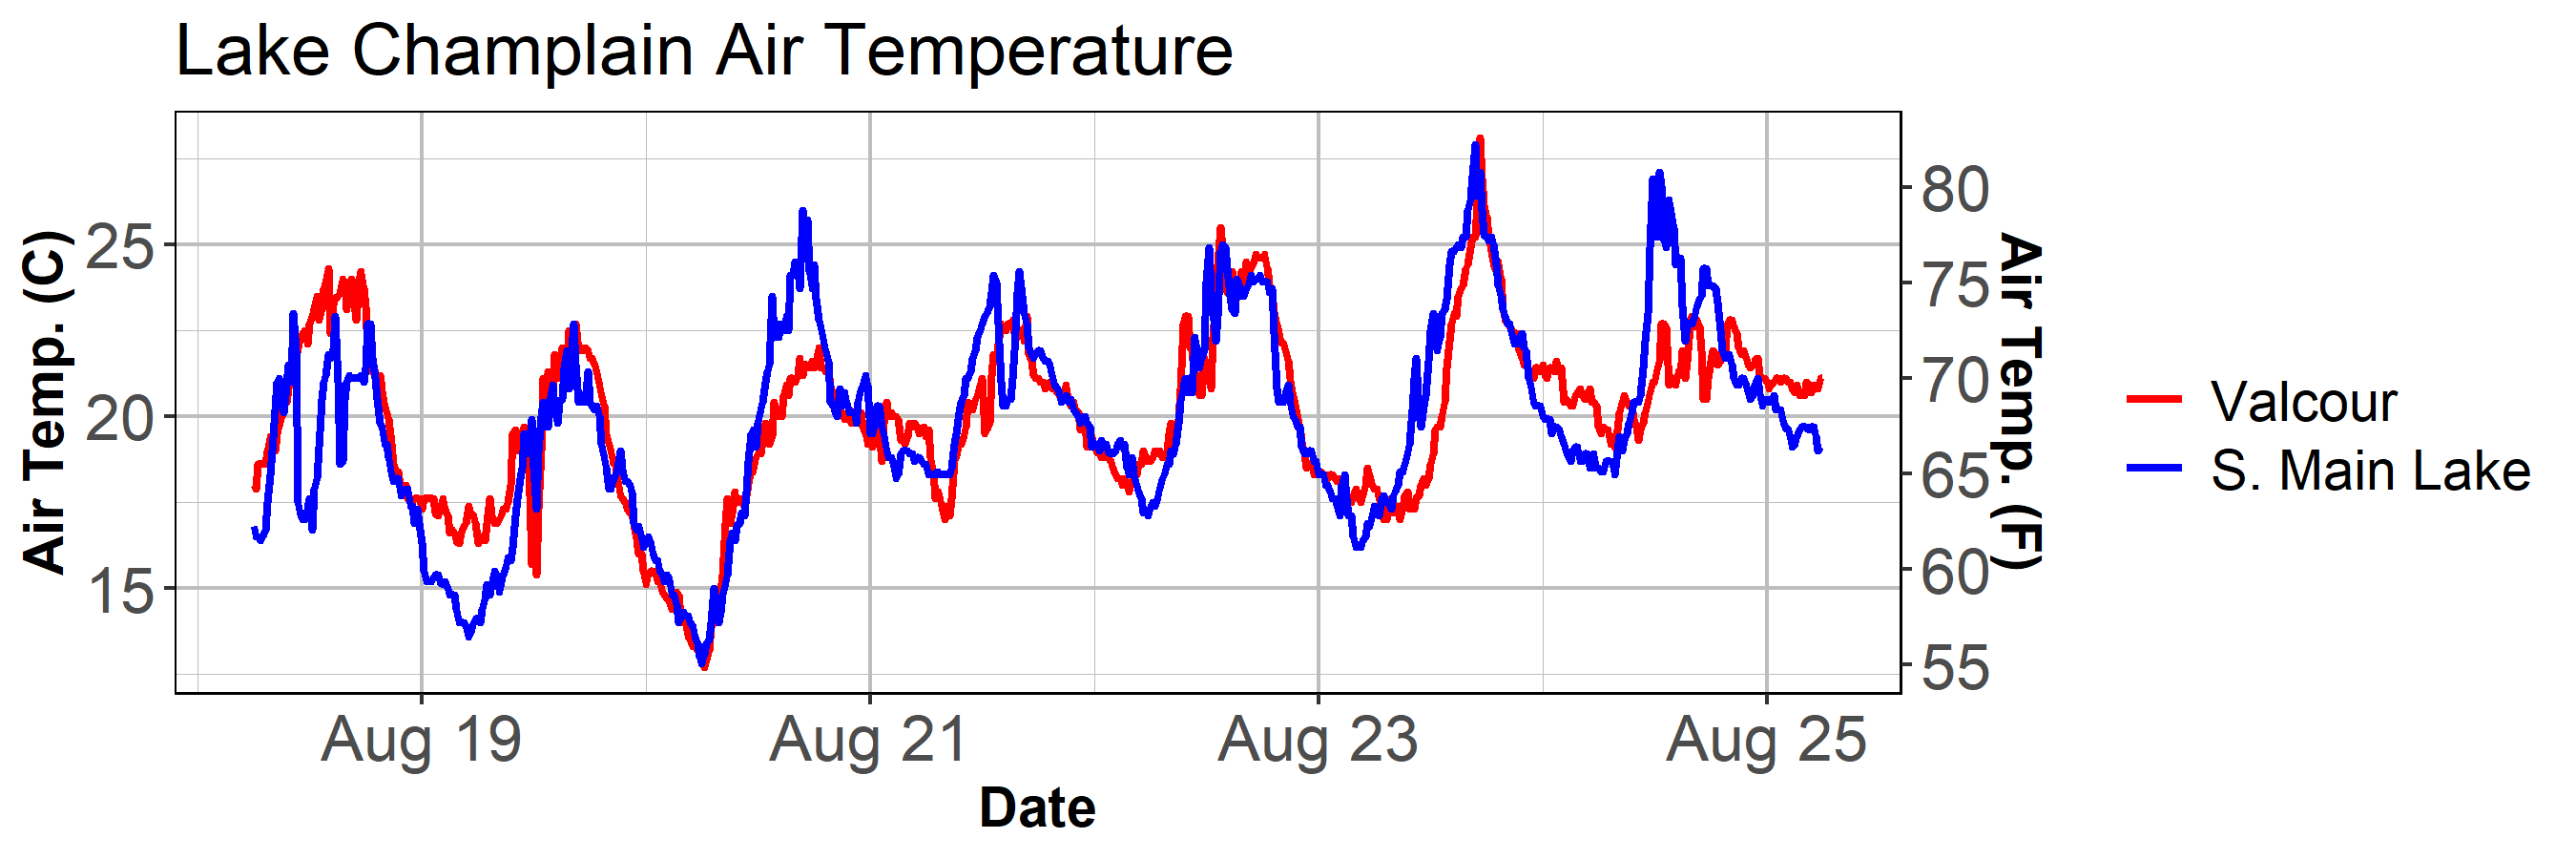 Lake Champlain Air Temperature
Air Temp. (C)
25
20
15
80
75
70
65
60
55
Air Temp. (F)
Valcour
S. Main Lake
Aug 19
Aug 21
Aug 23
Aug 25
Date